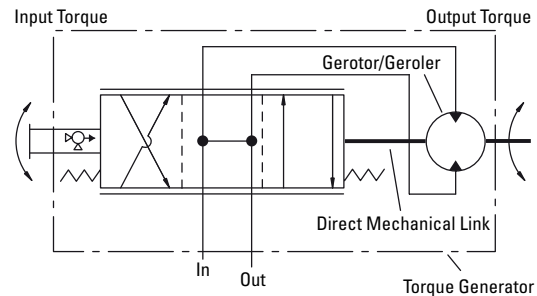 Input Torque
Output Torque
Gerotor/Geroler
Direct Mechanical Link
In
Out
Torque Generator